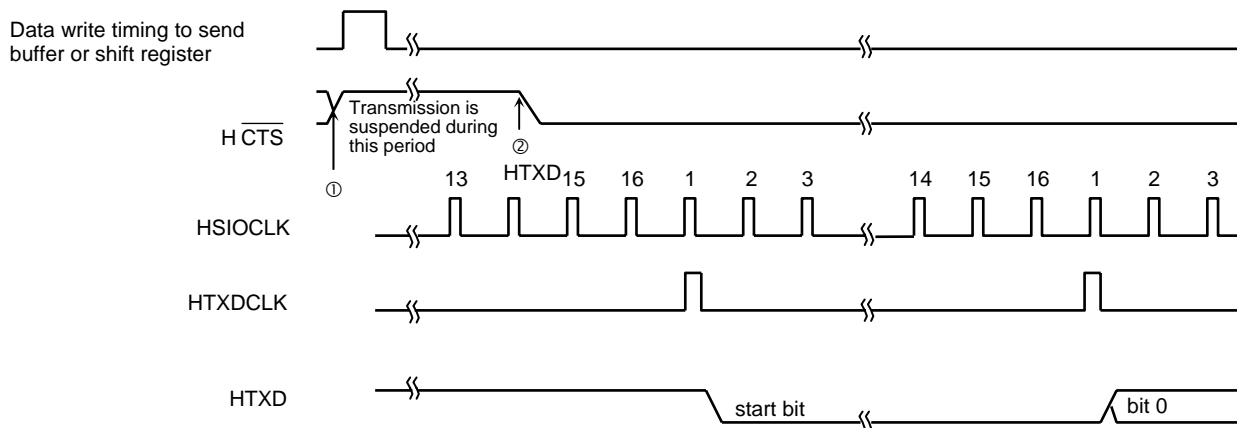 Data write timing to send
buffer or shift register
Transmission is
suspended during
this period
H CTS
①
②
HTXD
13 15 16 1 2 3 14 15 16 1 2 3
HSIOCLK
HTXDCLK
HTXD
start bit
bit 0